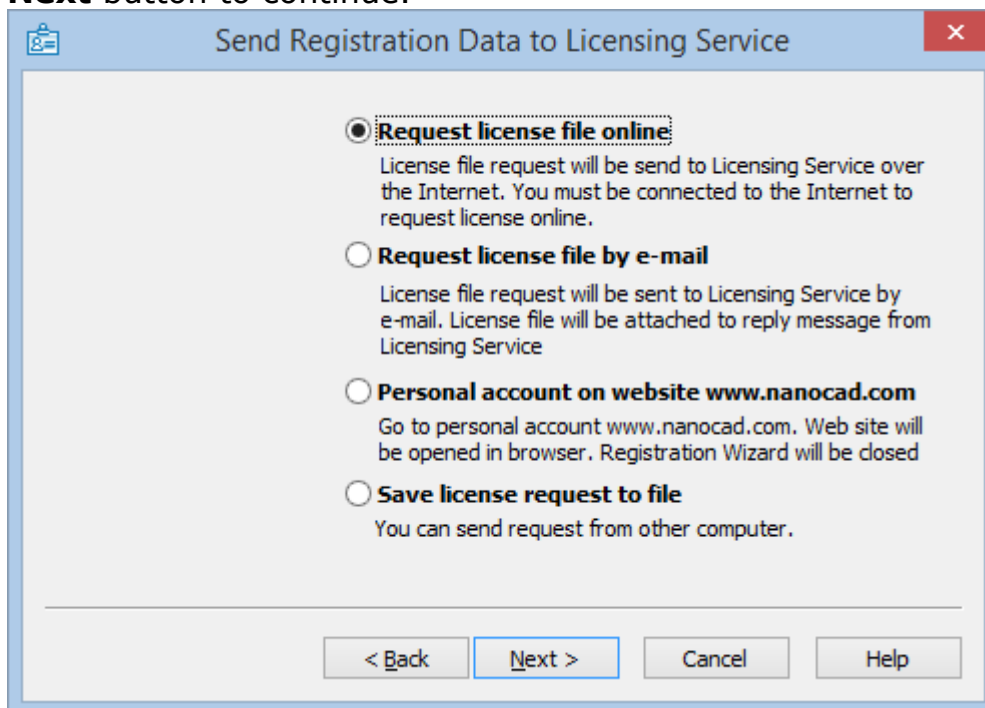 Next button to continue.
Send Registration Data to Licensing Service
Request license file online
License file request will be send to Licensing Service over
the Internet. You must be connected to the Internet to
request license online.
Request license file by e-mail
License file request will be sent to Licensing Service by
e-mail. License file will be attached to reply message from
Licensing Service
Personal account on website www.nanocad.com
Go to personal account www.nanocad.com. Web site will
be opened in browser. Registration Wizard will be closed
Save license request to file
You can send request from other computer.
< Back Next > Cancel Help